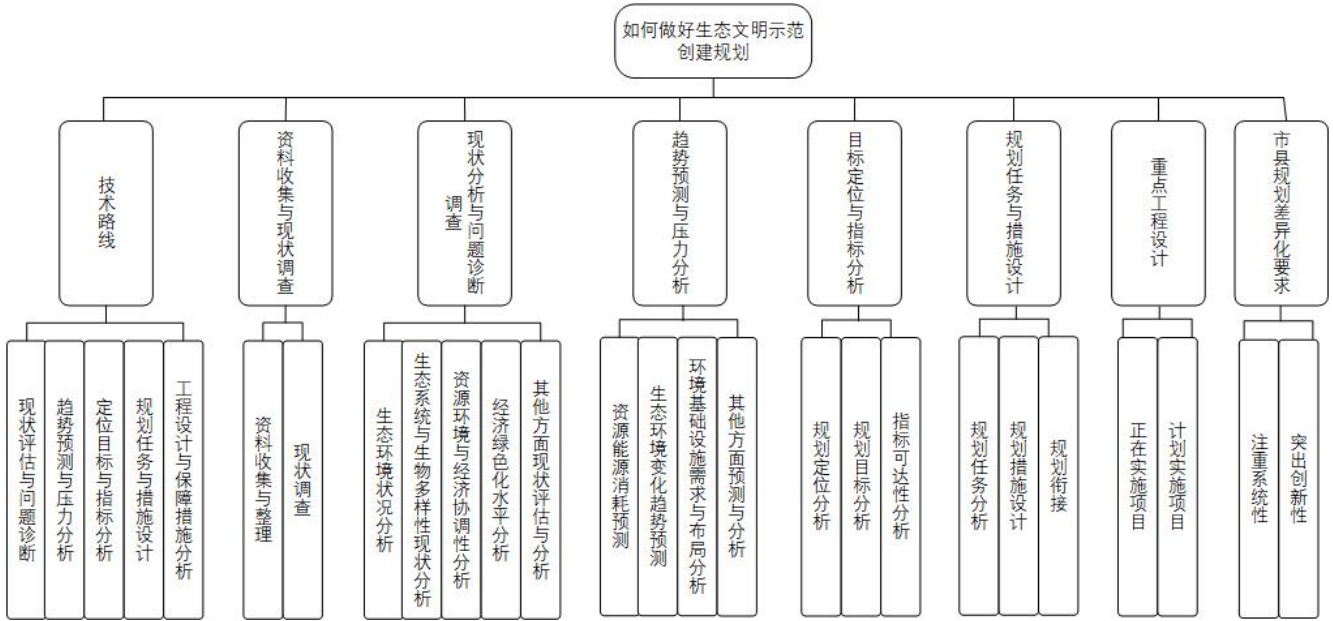 如何做好生态文明示范
创建规划
技术路线
资料收集与现状调查
现状分析与问题诊断
调查
趋势预测与压力分析
目标定位与指标分析
规划任务与措施设计
重点工程设计
市县规划差异化要求
现状评估与问题诊断
趋势预测与压力分析
定位目标与指标分析
规划任务与措施设计
工程设计与保障措施分析
资料收集与整理
现状调查
生态环境状况分析
生态系统与生物多样性现状分析
资源环境与经济协调性分析
经济绿色化水平分析
其他方面现状评估与分析
资源能源消耗预测
生态环境变化趋势预测
环境基础设施需求与布局分析
其他方面预测与分析
规划定位分析
规划目标分析
指标可达性分析
规划任务分析
规划措施设计
规划衔接
正在实施项目
计划实施项目
注重系统性
突出创新性